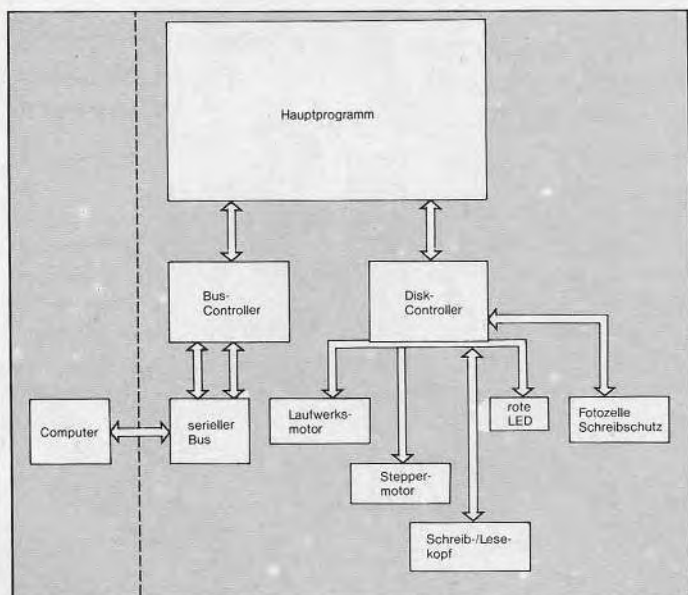 Hauptprogramm
Bus-
Controller
Disk-
Controller
Computer
serieller
Bus
Laufwerks-
motor
rote
LED
Fotozelle
Schreibschutz
Stepper-
motor
Schreib-/Lese-
kopf